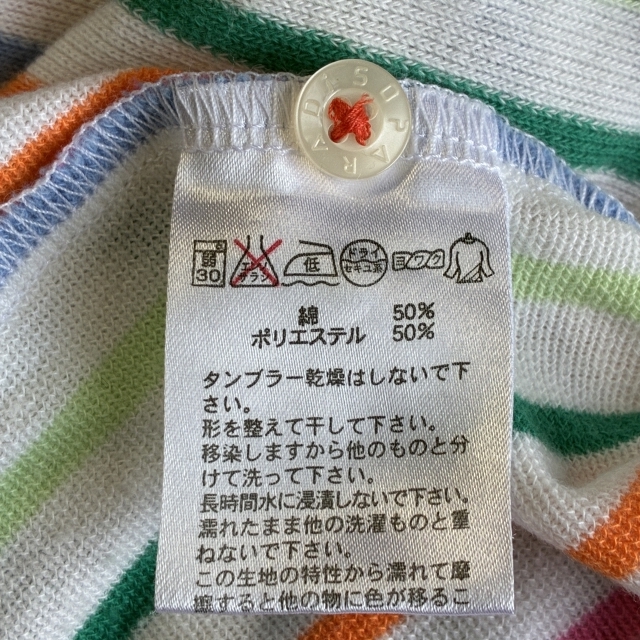 PARADISUP
弱
30
エンソ
サラシ
低
ドライ
セキユ系
ヨワク
綿 50%
ポリエステル 50%
タンブラー乾燥はしないで下
さい。
形を整えて干して下さい。
移染しますから他のものと分
けて洗って下さい。
長時間水に浸漬しないで下さい。
濡れたまま他の洗濯ものと重
ねないで下さい。
この生地の特性から濡れて摩
擦すると他の物に色が移るこ